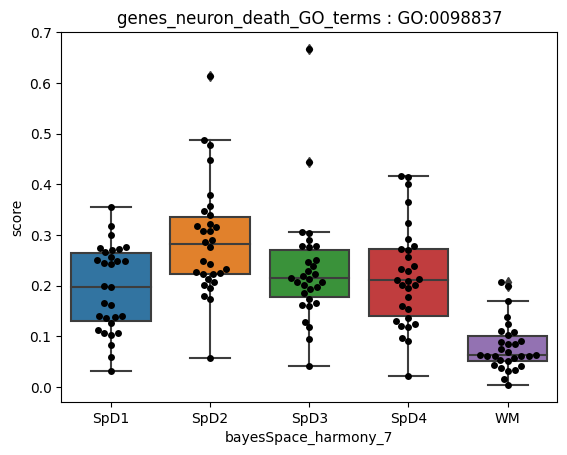 genes_neuron_death_GO_terms : GO:0098837
0.7
0.6
0.5
0.4
0.3
0.2
0.1
0.0
score
SpD1 SpD2 SpD3 SpD4 WM
bayesSpace_harmony_7